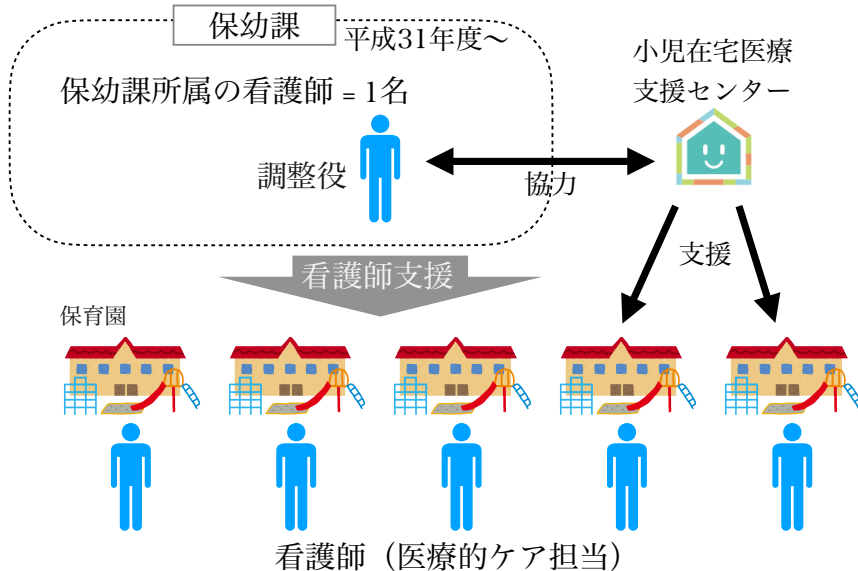 保幼課
平成31年度～
保幼課所属の看護師 = 1名
調整役
小児在宅医療
支援センター
協力
支援
看護師支援
保育園
看護師（医療的ケア担当）